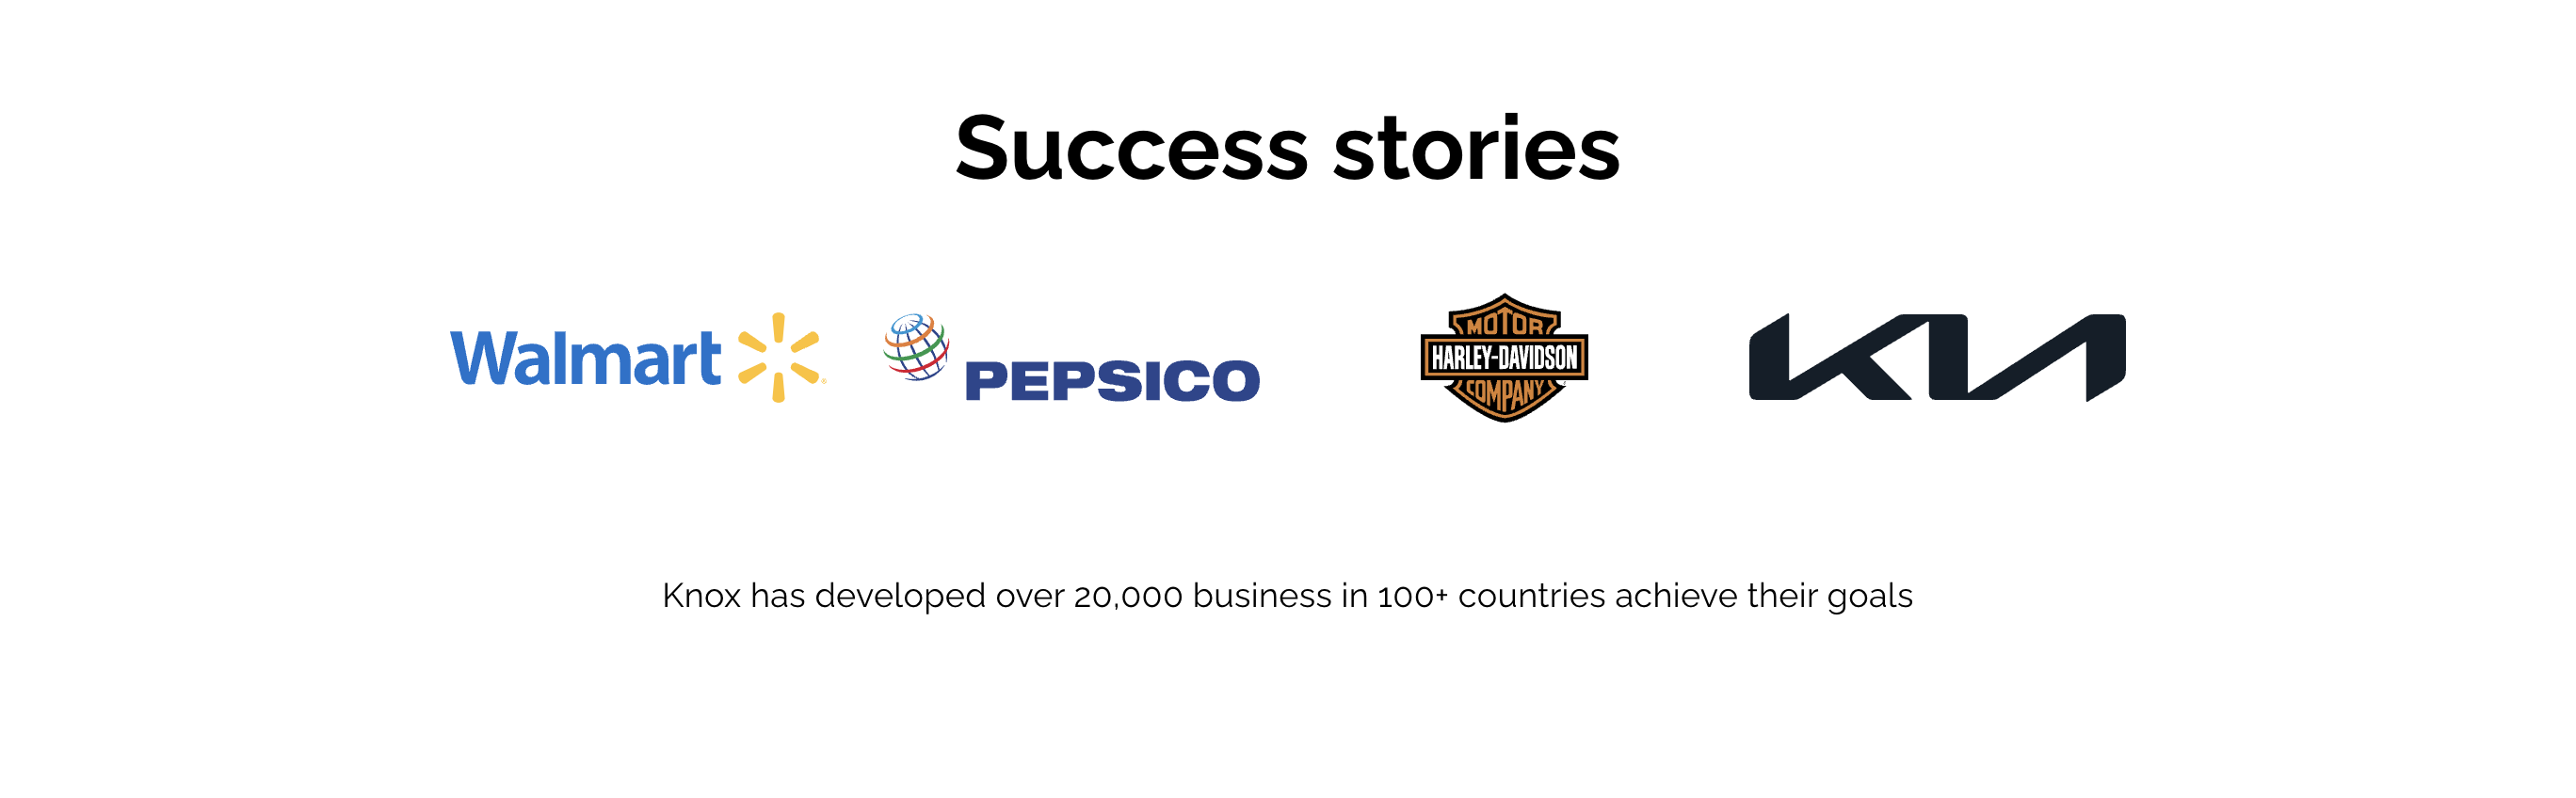 Success stories
Walmart
PEPSICO
MOTOR
HARLEY-DAVIDSON
COMPANY
KIA
Knox has developed over 20,000 business in 100+ countries achieve their goals